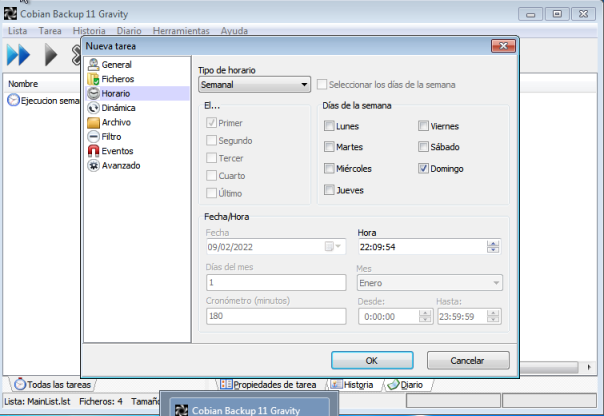 Cobian Backup 11 Gravity
Lista Tarea Historia Diario Herramientas Ayuda
Nueva tarea
Nombre
Ejecucion sema
General
Ficheros
Horario
Dinámica
Archivo
Filtro
Eventos
Avanzado
Tipo de horario
Semanal
Seleccionar los días de la semana
El...
Primer
Segundo
Tercer
Cuarto
Último
Días de la semana
Lunes
Martes
Miércoles
Jueves
Viernes
Sábado
Domingo
Fecha/Hora
Fecha
09/02/2022
Hora
22:09:54
Días del mes
1
Mes
Enero
Cronómetro (minutos)
180
Desde:
0:00:00
Hasta:
23:59:59
OK
Cancelar
Todas las tareas
Propiedades de tarea
Historia
Diario
Lista: MainList.lst Ficheros: 4 Tamañ
Cobian Backup 11 Gravity